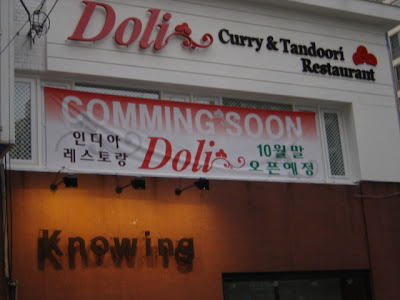 Doli Curry & Tandoori
Restaurant
COMMING SOON
인디아
레스토랑
Doli
10월 말
오픈예정
Knowing